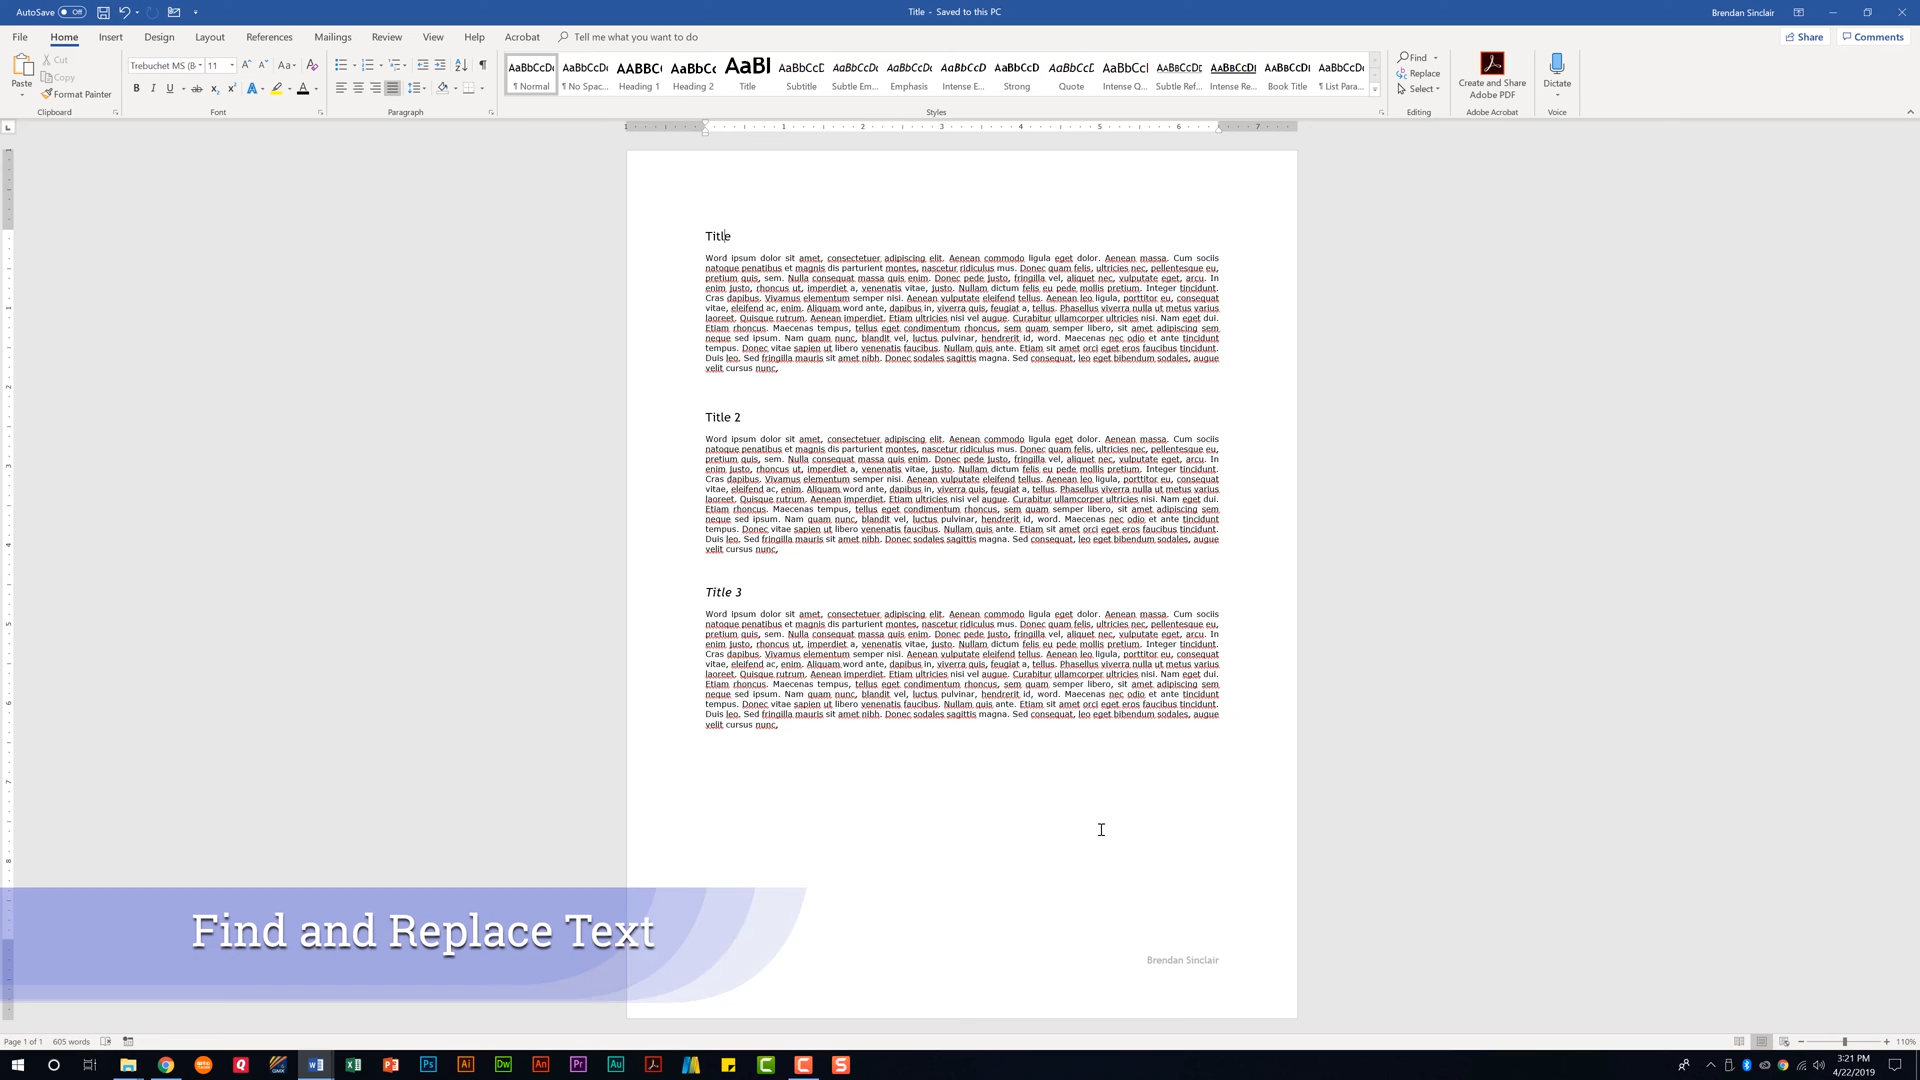 AutoSave Off
Title - Saved to this PC
Brendan Sinclair
File Home Insert Design Layout References Mailings Review View Help Acrobat Tell me what you want to do
Share Comments
Paste
Cut
Copy
Format Painter
Clipboard
Trebuchet MS (B 11
Font
Paragraph
AaBbCcDc AaBbCcDc AABBC( AaBbCc AaBI AaBbCcD AaBbCcDc AaBbCcDc AaBbCcD AaBbCcDc AaBbCcD AaBbCcI AaBbCcDt AaBbCcDt AaBbCcDt AaBbCcDc
¶ Normal ¶ No Spac... Heading 1 Heading 2 Title Subtitle Subtle Em... Emphasis Intense E... Strong Quote Intense Q... Subtle Ref... Intense Re... Book Title ¶ List Para...
Styles
Find
Replace
Select
Editing
Create and Share
Adobe PDF
Adobe Acrobat
Dictate
Voice
1 1 2 3 4 5 6 7
Title
Word ipsum dolor sit amet, consectetuer adipiscing elit. Aenean commodo ligula eget dolor. Aenean massa. Cum sociis
natoque penatibus et magnis dis parturient montes, nascetur ridiculus mus. Donec quam felis, ultricies nec, pellentesque eu,
pretium quis, sem. Nulla consequat massa quis enim. Donec pede justo, fringilla vel, aliquet nec, vulputate eget, arcu. In
enim justo, rhoncus ut, imperdiet a, venenatis vitae, justo. Nullam dictum felis eu pede mollis pretium. Integer tincidunt.
Cras dapibus. Vivamus elementum semper nisi. Aenean vulputate eleifend tellus. Aenean leo ligula, porttitor eu, consequat
vitae, eleifend ac, enim. Aliquam word ante, dapibus in, viverra quis, feugiat a, tellus. Phasellus viverra nulla ut metus varius
laoreet. Quisque rutrum. Aenean imperdiet. Etiam ultricies nisi vel augue. Curabitur ullamcorper ultricies nisi. Nam eget dui.
Etiam rhoncus. Maecenas tempus, tellus eget condimentum rhoncus, sem quam semper libero, sit amet adipiscing sem
neque sed ipsum. Nam quam nunc, blandit vel, luctus pulvinar, hendrerit id, word. Maecenas nec odio et ante tincidunt
tempus. Donec vitae sapien ut libero venenatis faucibus. Nullam quis ante. Etiam sit amet orci eget eros faucibus tincidunt.
Duis leo. Sed fringilla mauris sit amet nibh. Donec sodales sagittis magna. Sed consequat, leo eget bibendum sodales, augue
velit cursus nunc,
Title 2
Word ipsum dolor sit amet, consectetuer adipiscing elit. Aenean commodo ligula eget dolor. Aenean massa. Cum sociis
natoque penatibus et magnis dis parturient montes, nascetur ridiculus mus. Donec quam felis, ultricies nec, pellentesque eu,
pretium quis, sem. Nulla consequat massa quis enim. Donec pede justo, fringilla vel, aliquet nec, vulputate eget, arcu. In
enim justo, rhoncus ut, imperdiet a, venenatis vitae, justo. Nullam dictum felis eu pede mollis pretium. Integer tincidunt.
Cras dapibus. Vivamus elementum semper nisi. Aenean vulputate eleifend tellus. Aenean leo ligula, porttitor eu, consequat
vitae, eleifend ac, enim. Aliquam word ante, dapibus in, viverra quis, feugiat a, tellus. Phasellus viverra nulla ut metus varius
laoreet. Quisque rutrum. Aenean imperdiet. Etiam ultricies nisi vel augue. Curabitur ullamcorper ultricies nisi. Nam eget dui.
Etiam rhoncus. Maecenas tempus, tellus eget condimentum rhoncus, sem quam semper libero, sit amet adipiscing sem
neque sed ipsum. Nam quam nunc, blandit vel, luctus pulvinar, hendrerit id, word. Maecenas nec odio et ante tincidunt
tempus. Donec vitae sapien ut libero venenatis faucibus. Nullam quis ante. Etiam sit amet orci eget eros faucibus tincidunt.
Duis leo. Sed fringilla mauris sit amet nibh. Donec sodales sagittis magna. Sed consequat, leo eget bibendum sodales, augue
velit cursus nunc,
Title 3
Word ipsum dolor sit amet, consectetuer adipiscing elit. Aenean commodo ligula eget dolor. Aenean massa. Cum sociis
natoque penatibus et magnis dis parturient montes, nascetur ridiculus mus. Donec quam felis, ultricies nec, pellentesque eu,
pretium quis, sem. Nulla consequat massa quis enim. Donec pede justo, fringilla vel, aliquet nec, vulputate eget, arcu. In
enim justo, rhoncus ut, imperdiet a, venenatis vitae, justo. Nullam dictum felis eu pede mollis pretium. Integer tincidunt.
Cras dapibus. Vivamus elementum semper nisi. Aenean vulputate eleifend tellus. Aenean leo ligula, porttitor eu, consequat
vitae, eleifend ac, enim. Aliquam word ante, dapibus in, viverra quis, feugiat a, tellus. Phasellus viverra nulla ut metus varius
laoreet. Quisque rutrum. Aenean imperdiet. Etiam ultricies nisi vel augue. Curabitur ullamcorper ultricies nisi. Nam eget dui.
Etiam rhoncus. Maecenas tempus, tellus eget condimentum rhoncus, sem quam semper libero, sit amet adipiscing sem
neque sed ipsum. Nam quam nunc, blandit vel, luctus pulvinar, hendrerit id, word. Maecenas nec odio et ante tincidunt
tempus. Donec vitae sapien ut libero venenatis faucibus. Nullam quis ante. Etiam sit amet orci eget eros faucibus tincidunt.
Duis leo. Sed fringilla mauris sit amet nibh. Donec sodales sagittis magna. Sed consequat, leo eget bibendum sodales, augue
velit cursus nunc,
Find and Replace Text
Brendan Sinclair
Page 1 of 1 605 words
110%
3:21 PM
4/22/2019